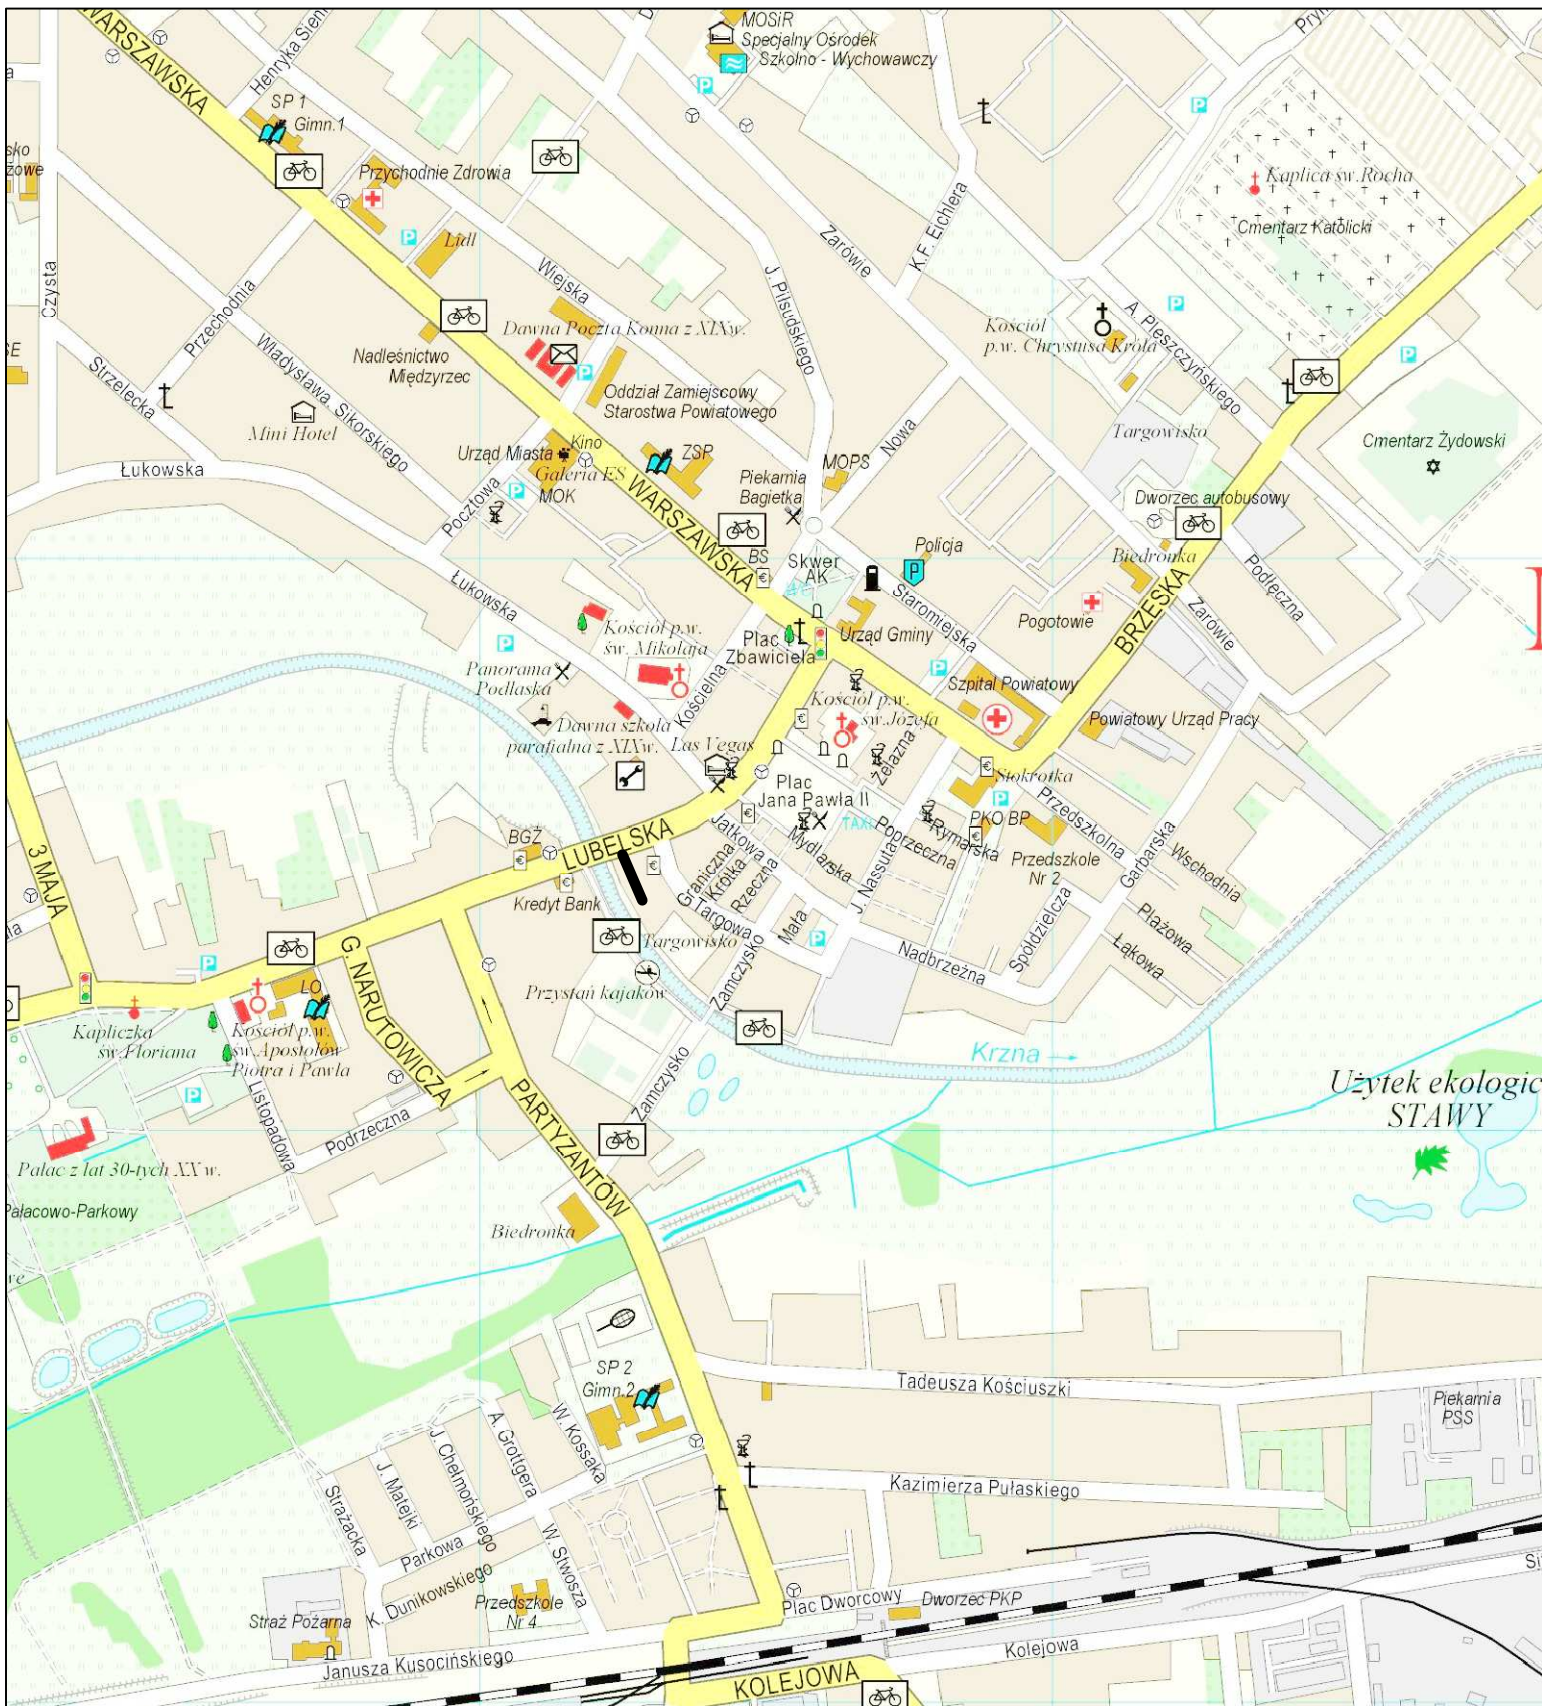 WARSZAWSKA
Henryka Sien
MOSiR
Specjalny Ośrodek
Szkolno - Wychowawczy
SP 1
Gimn.1
Przychodnie Zdrowia
Lidl
Czysta
Przechodnia
Wiejska
Żarówie
K.F. Eichlera
J. Piłsudskiego
Kaplica św.Rocha
Cmentarz Katolicki
A. Pleszczyńskiego
Kościół
p.w. Chrystusa Króla
Dawna Poczta Konna z XIXw.
Nadleśnictwo
Międzyrzec
Strzelecka
Władysława Sikorskiego
Mini Hotel
Oddział Zamiejscowy
Starostwa Powiatowego
Nowa
Targowisko
Cmentarz Żydowski
Łukowska
Urząd Miasta
Kino
Galeria ES
MOK
Pocztowa
ZSP
WARSZAWSKA
Piekarnia
Bagietka
MOPS
Dworzec autobusowy
BS
Skwer
AK
Policja
Biedronka
Podłęczna
Łukowska
Staromiejska
Pogotowie
BRZESKA
Żarowie
Kościół p.w.
św. Mikołaja
Plac
Zbawiciela
Urząd Gminy
Panorama
Podlaska
Kościelna
Szpital Powiatowy
Kościół p.w.
św.Józefa
Powiatowy Urząd Pracy
Dawna szkoła
parafialna z XIXw.
Las Vegas
Żelazna
Stokrotka
Plac
Jana Pawła II
TAXI
Przedszkolna
3 MAJA
BGŻ
LUBELSKA
Jatkowa
Mydlarska
Poprzeczna
Rymarska
PKO BP
Przedszkole
Nr 2
Garbarska
Wschodnia
Kredyt Bank
Graniczna
Krótka
Rzeczna
J. Nassuta
Targowa
Mała
Spółdzielcza
Plażowa
Łąkowa
Targowisko
Zamczysko
Nadbrzeżna
G. NARUTOWICZA
LO
Przystań kajaków
Kapliczka
św.Floriana
Kościół p.w.
św.Apostołów
Piotra i Pawła
Krzna
Użytek ekologic
STAWY
Listopadowa
Podrzeczna
PARTYZANTÓW
Zamczysko
Pałac z lat 30-tych XX w.
Pałacowo-Parkowy
Biedronka
SP 2
Gimn.2
Tadeusza Kościuszki
Piekarnia
PSS
W. Kossaka
A. Grottgera
J. Chełmońskiego
J. Matejki
Strażacka
Parkowa
W. Stwosza
Kazimierza Pułaskiego
K. Dunikowskiego
Przedszkole
Nr 4
Straż Pożarna
Plac Dworcowy
Dworzec PKP
Janusza Kusocińskiego
Kolejowa
KOLEJOWA